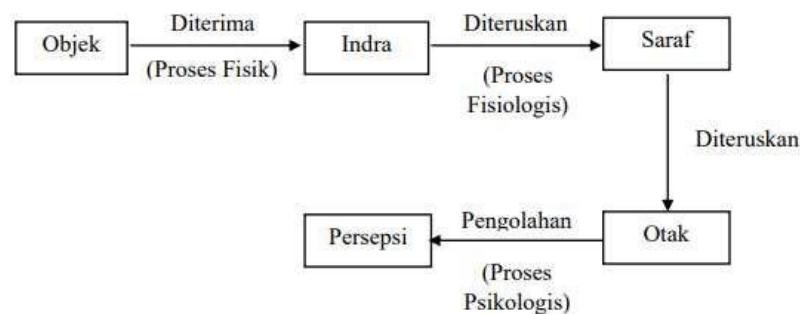 Objek
Diterima
(Proses Fisik)
Indra
Diteruskan
(Proses
Fisiologis)
Saraf
Diteruskan
Otak
Pengolahan
(Proses
Psikologis)
Persepsi